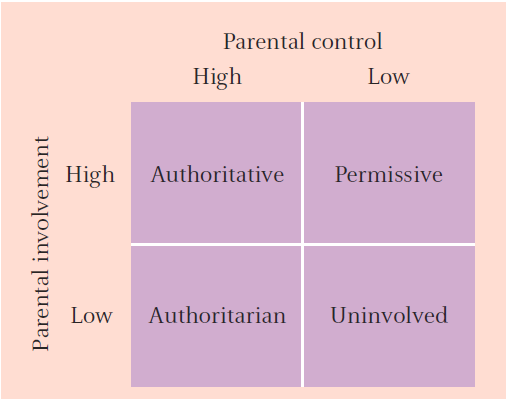 Parental control
High Low
Parental involvement
High Authoritative Permissive
Low Authoritarian Uninvolved